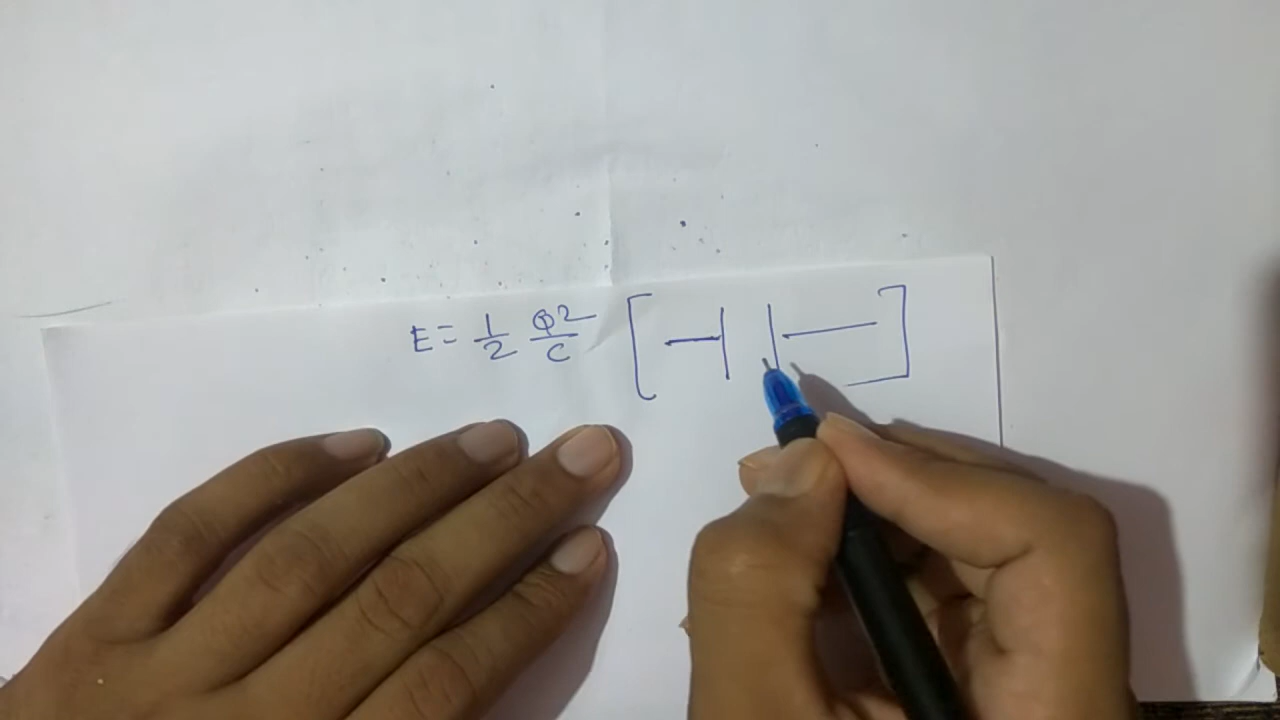 E = 1/2 Q2/C [ ⊣ ⊢ ]